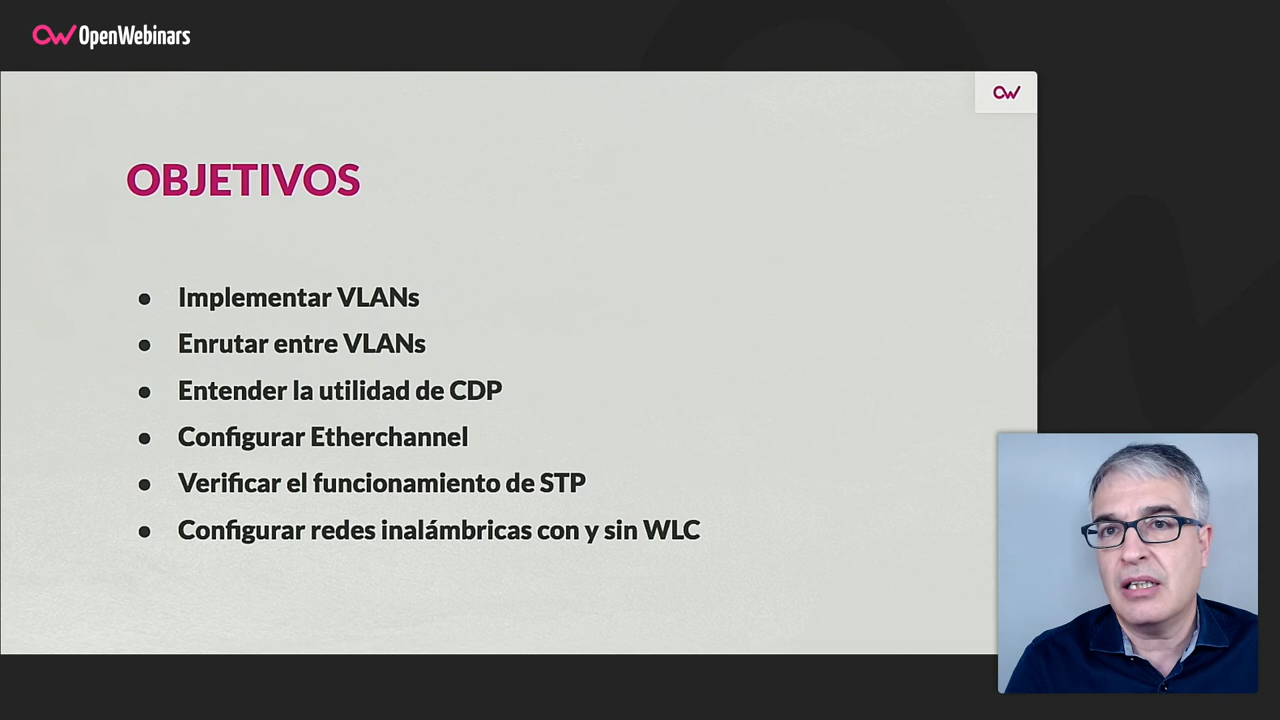 OpenWebinars
OBJETIVOS
● Implementar VLANs
● Enrutar entre VLANs
● Entender la utilidad de CDP
● Configurar Etherchannel
● Verificar el funcionamiento de STP
● Configurar redes inalámbricas con y sin WLC